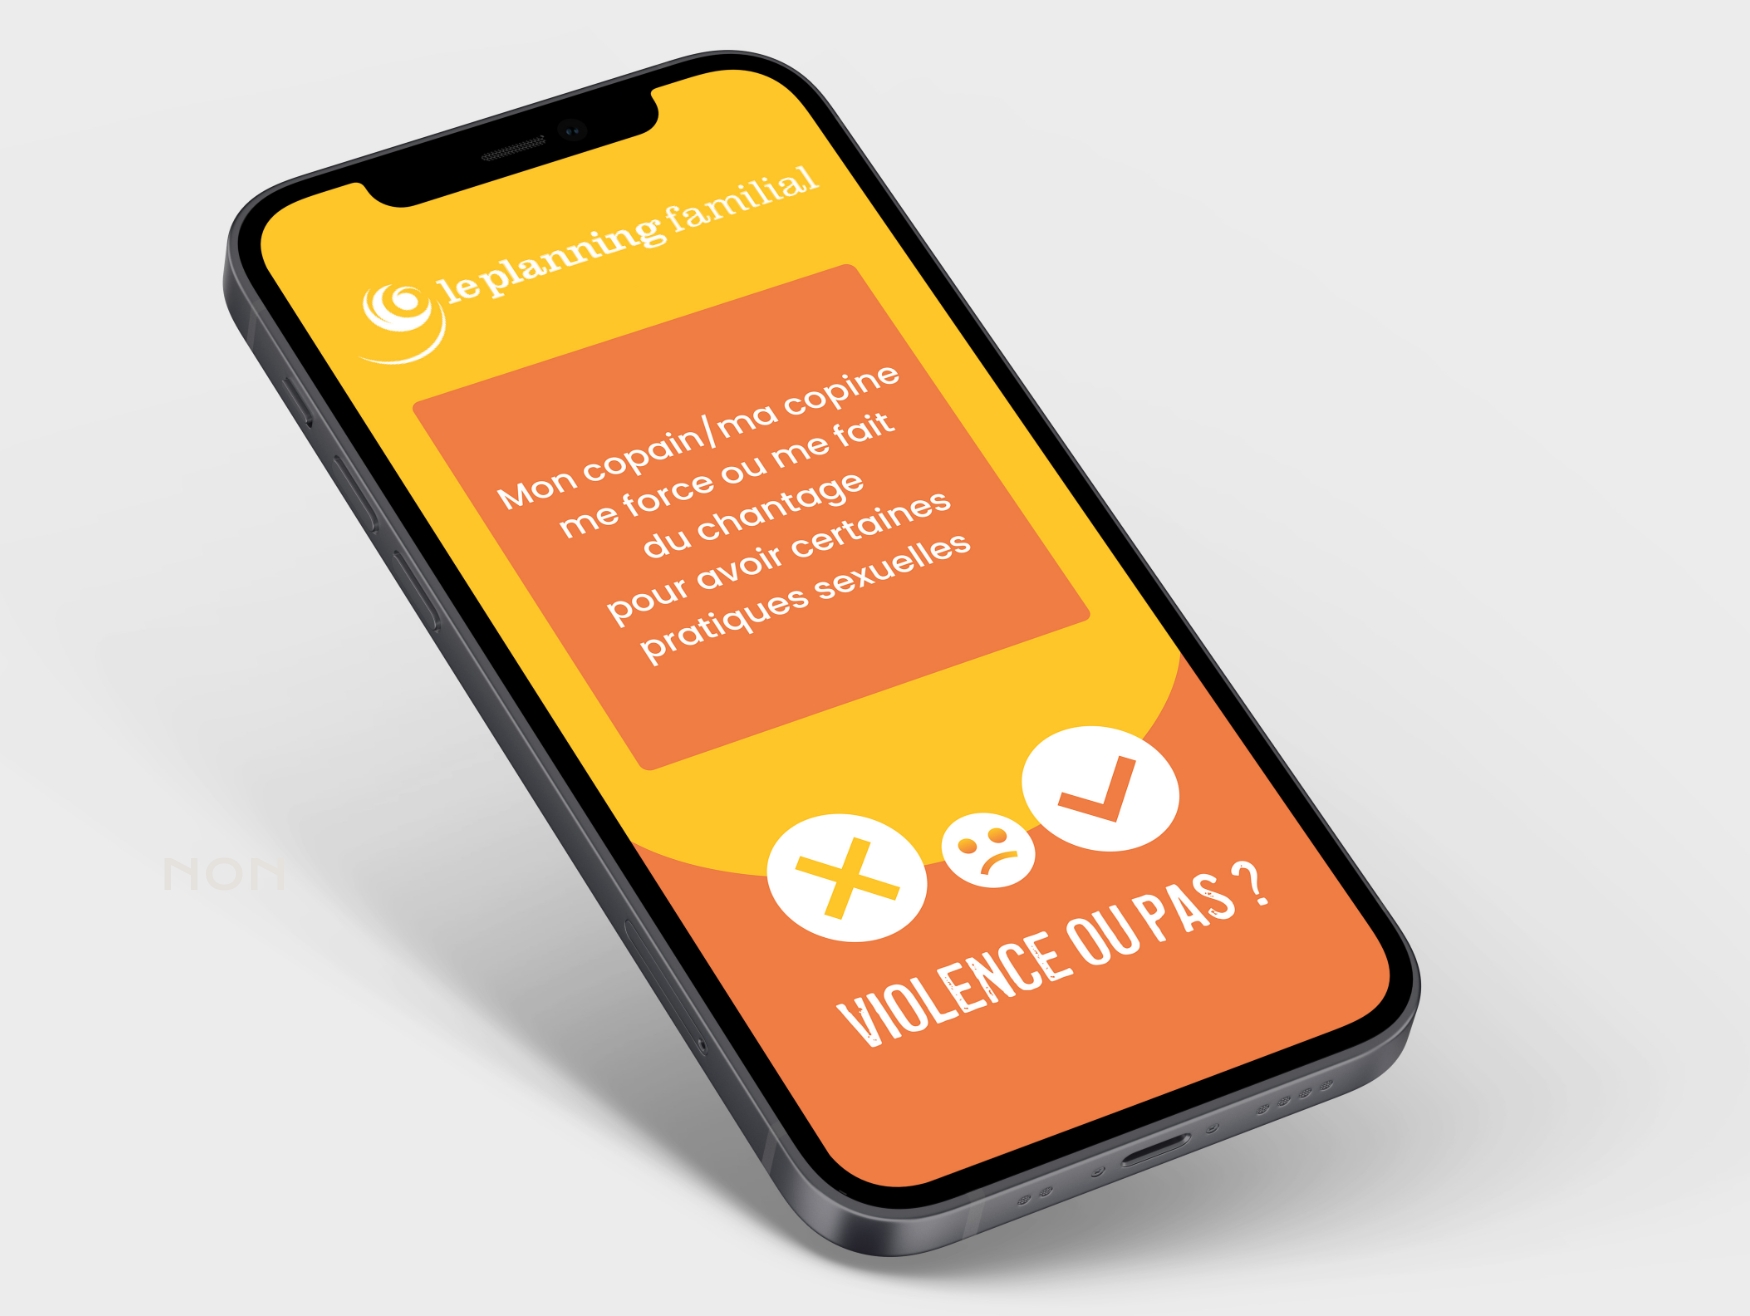 le planning familial
Mon copain/ma copine
me force ou me fait
du chantage
pour avoir certaines
pratiques sexuelles
NON
VIOLENCE OU PAS ?